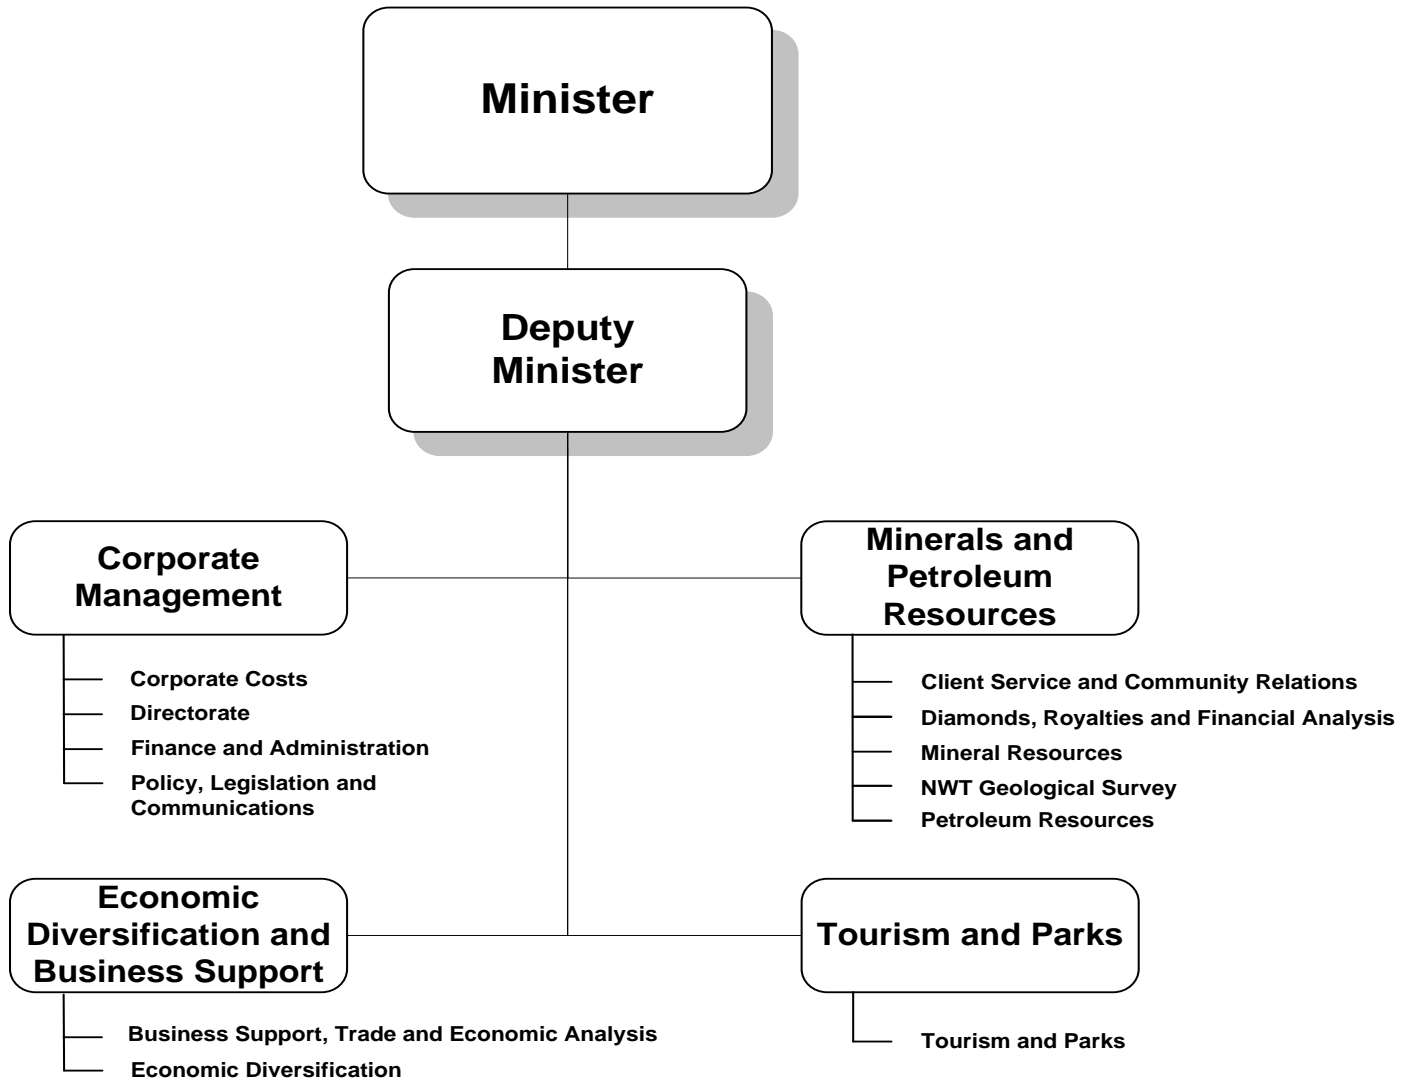 Minister
Deputy
Minister
Corporate
Management
Corporate Costs
Directorate
Finance and Administration
Policy, Legislation and
Communications
Minerals and
Petroleum
Resources
Client Service and Community Relations
Diamonds, Royalties and Financial Analysis
Mineral Resources
NWT Geological Survey
Petroleum Resources
Economic
Diversification and
Business Support
Business Support, Trade and Economic Analysis
Economic Diversification
Tourism and Parks
Tourism and Parks